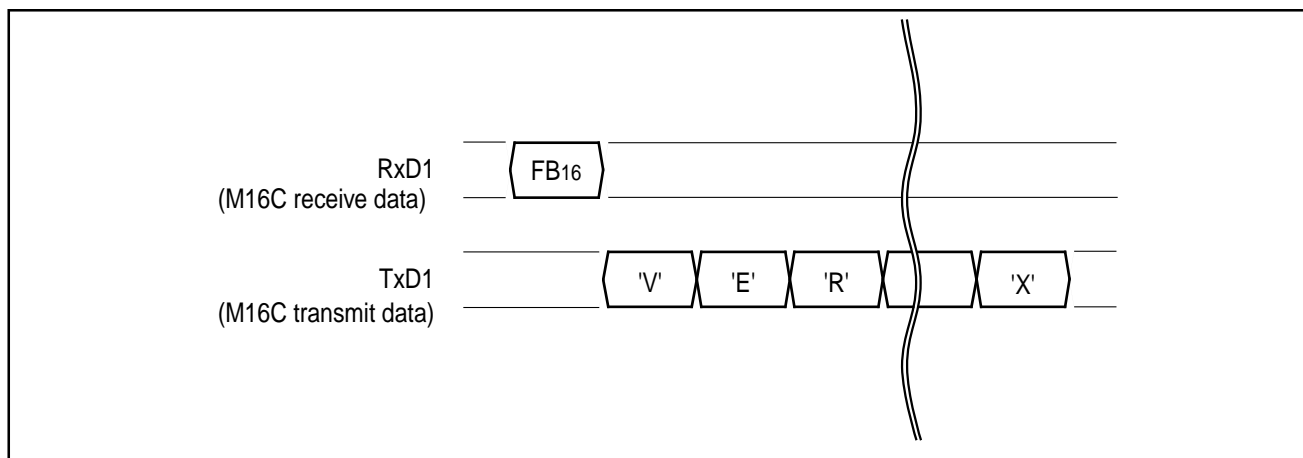 RxD1
(M16C receive data)
FB16
TxD1
(M16C transmit data)
'V' 'E' 'R' 'X'